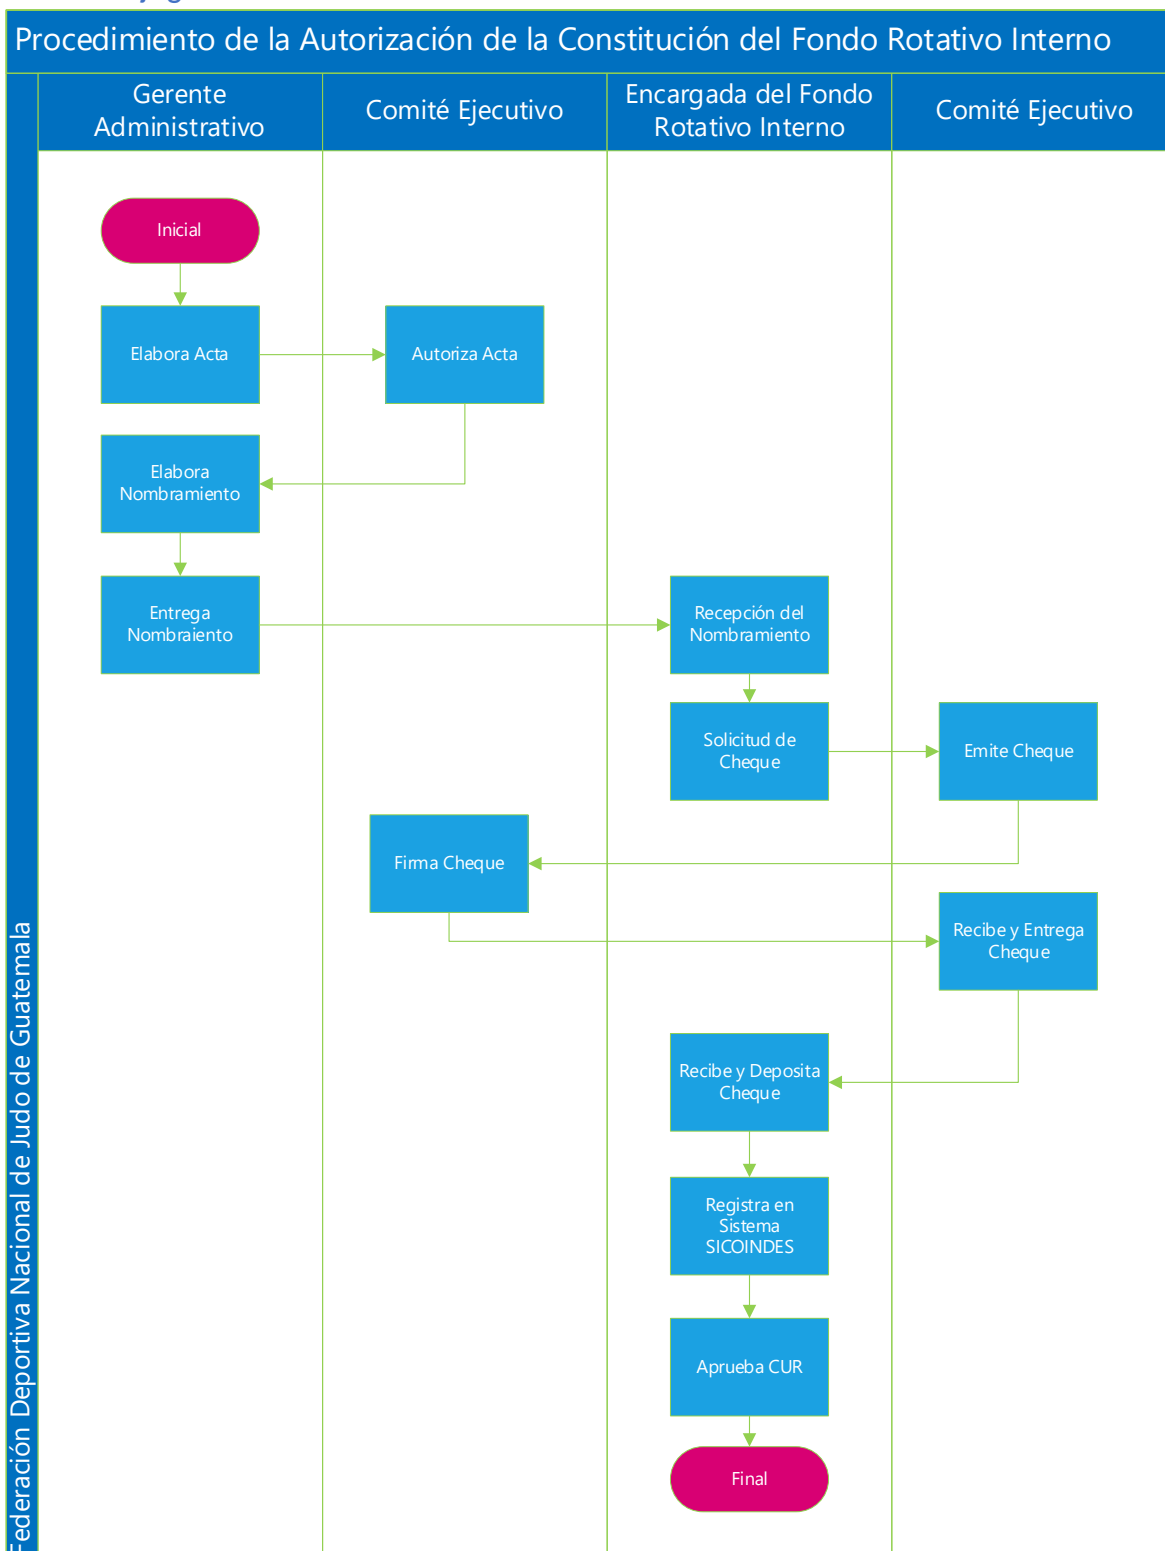 Procedimiento de la Autorización de la Constitución del Fondo Rotativo Interno
Gerente
Administrativo
Comité Ejecutivo
Encargada del Fondo
Rotativo Interno
Comité Ejecutivo
Inicial
Elabora Acta
Autoriza Acta
Elabora
Nombramiento
Entrega
Nombraiento
Recepción del
Nombramiento
Solicitud de
Cheque
Emite Cheque
Firma Cheque
Recibe y Entrega
Cheque
Recibe y Deposita
Cheque
Registra en
Sistema
SICOINDES
Aprueba CUR
Final
Federación Deportiva Nacional de Judo de Guatemala